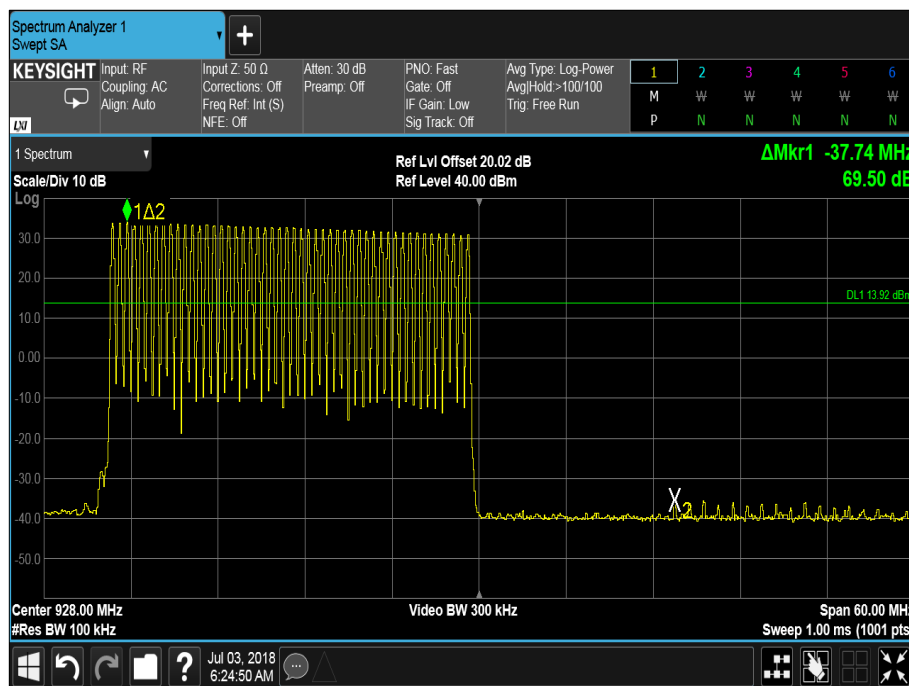 Spectrum Analyzer 1
Swept SA
KEYSIGHT
LXI
Input: RF
Coupling: AC
Align: Auto
Input Z: 50 Ω
Corrections: Off
Freq Ref: Int (S)
NFE: Off
Atten: 30 dB
Preamp: Off
PNO: Fast
Gate: Off
IF Gain: Low
Sig Track: Off
Avg Type: Log-Power
Avg|Hold:>100/100
Trig: Free Run
1 2 3 4 5 6
M W W W W W
P N N N N N
1 Spectrum
Scale/Div 10 dB
Ref Lvl Offset 20.02 dB
Ref Level 40.00 dBm
ΔMkr1 -37.74 MHz
69.50 dB
Log
1Δ2
30.0
20.0
DL1 13.92 dBm
10.0
0.00
-10.0
-20.0
-30.0
X2
-40.0
-50.0
Center 928.00 MHz
#Res BW 100 kHz
Video BW 300 kHz
Span 60.00 MHz
Sweep 1.00 ms (1001 pts)
?
Jul 03, 2018
6:24:50 AM